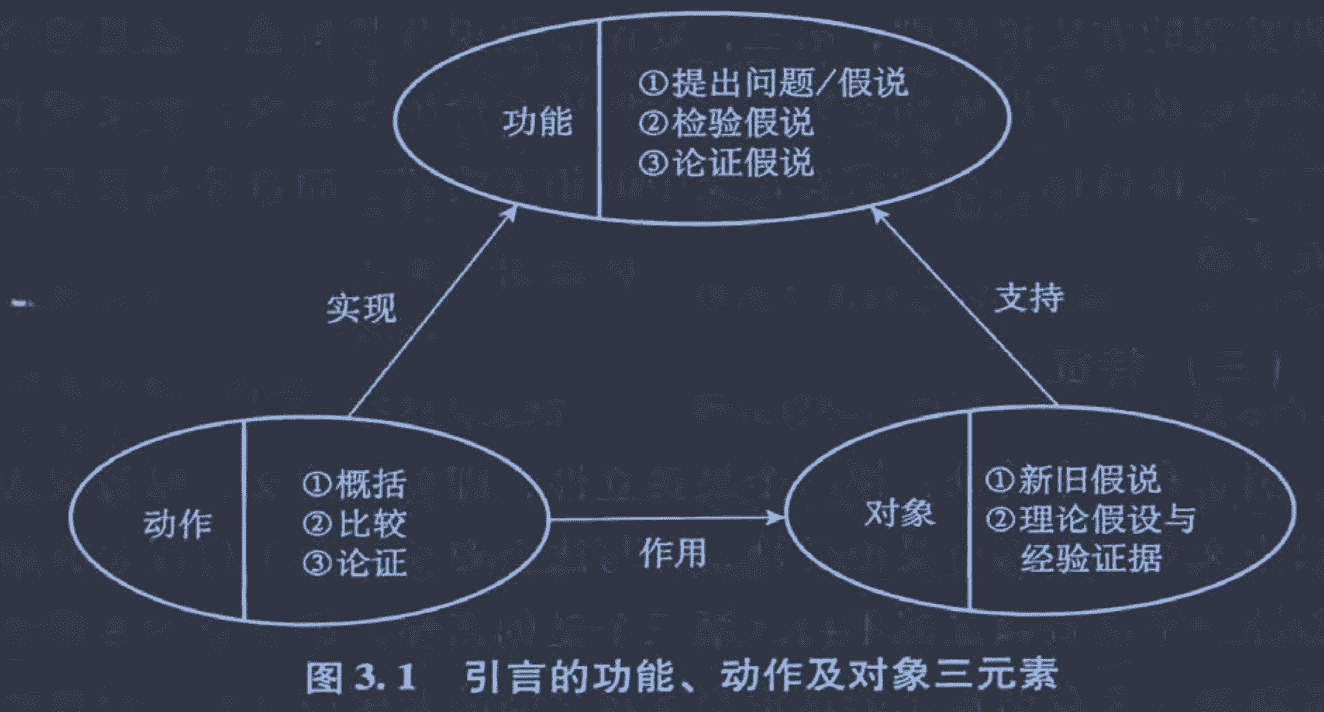 功能
①提出问题/假说
②检验假说
③论证假说
实现
支持
动作
①概括
②比较
③论证
作用
对象
①新旧假说
②理论假设与
经验证据
图 3.1 引言的功能、动作及对象三元素